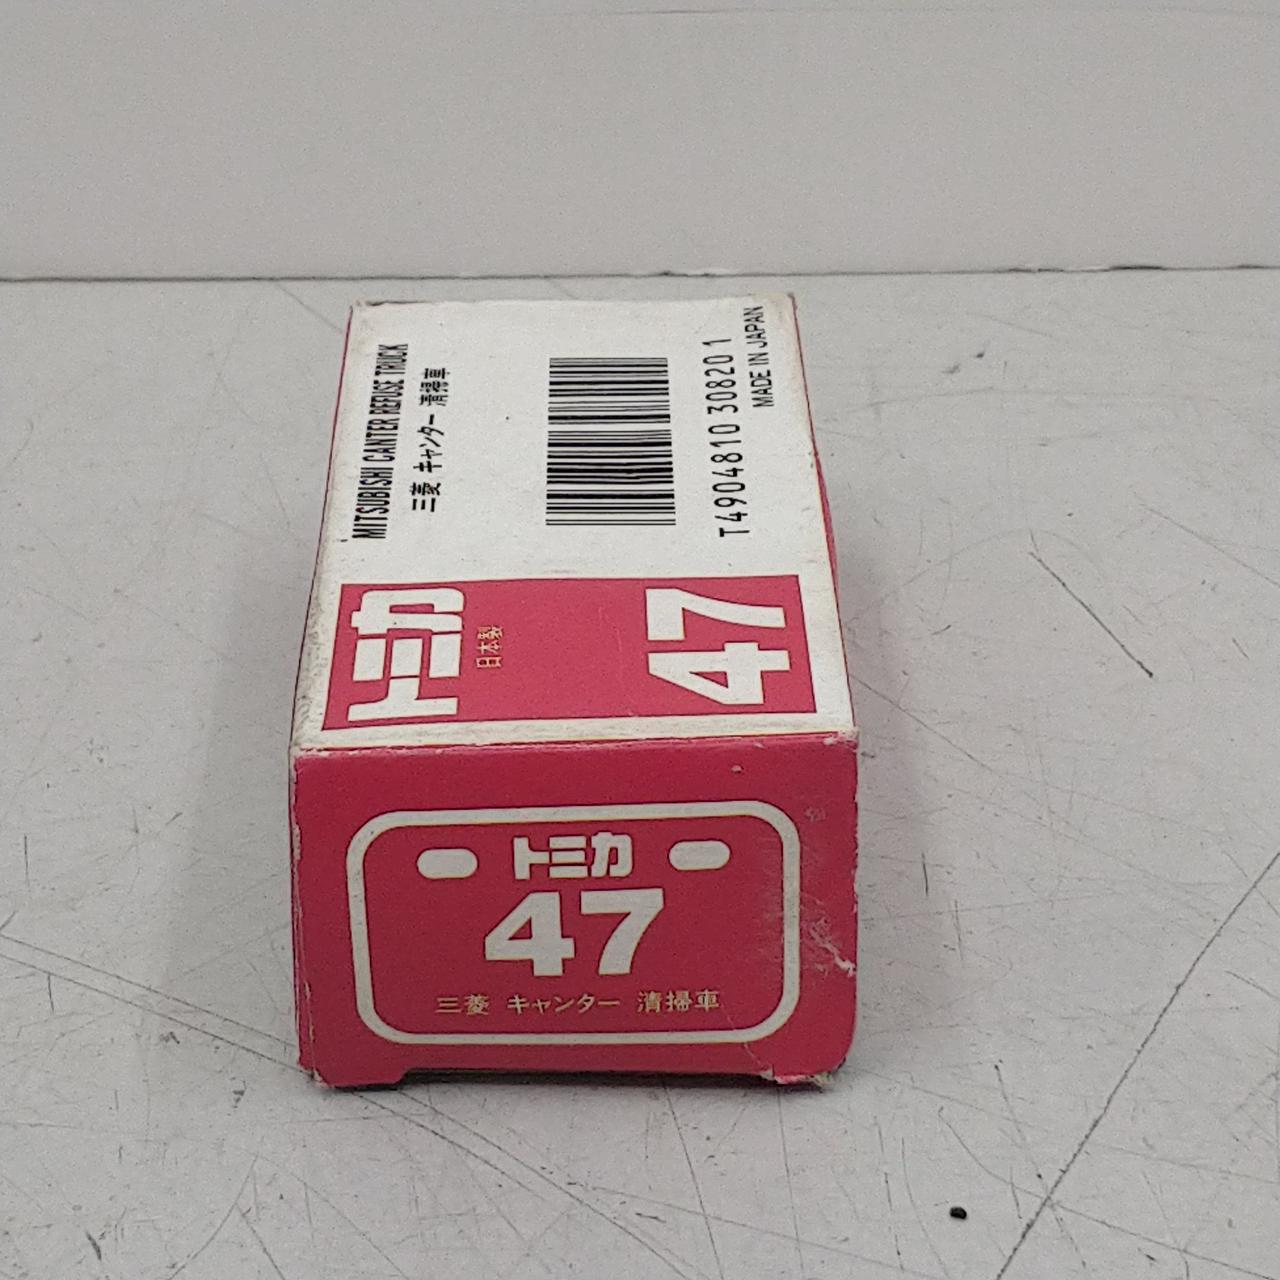 MITSUBISHI CANTER REFUSE TRUCK
三菱 キャンター 清掃車
T4904810 308201
MADE IN JAPAN
トミカ
日本製
47
トミカ
47
三菱 キャンター 清掃車